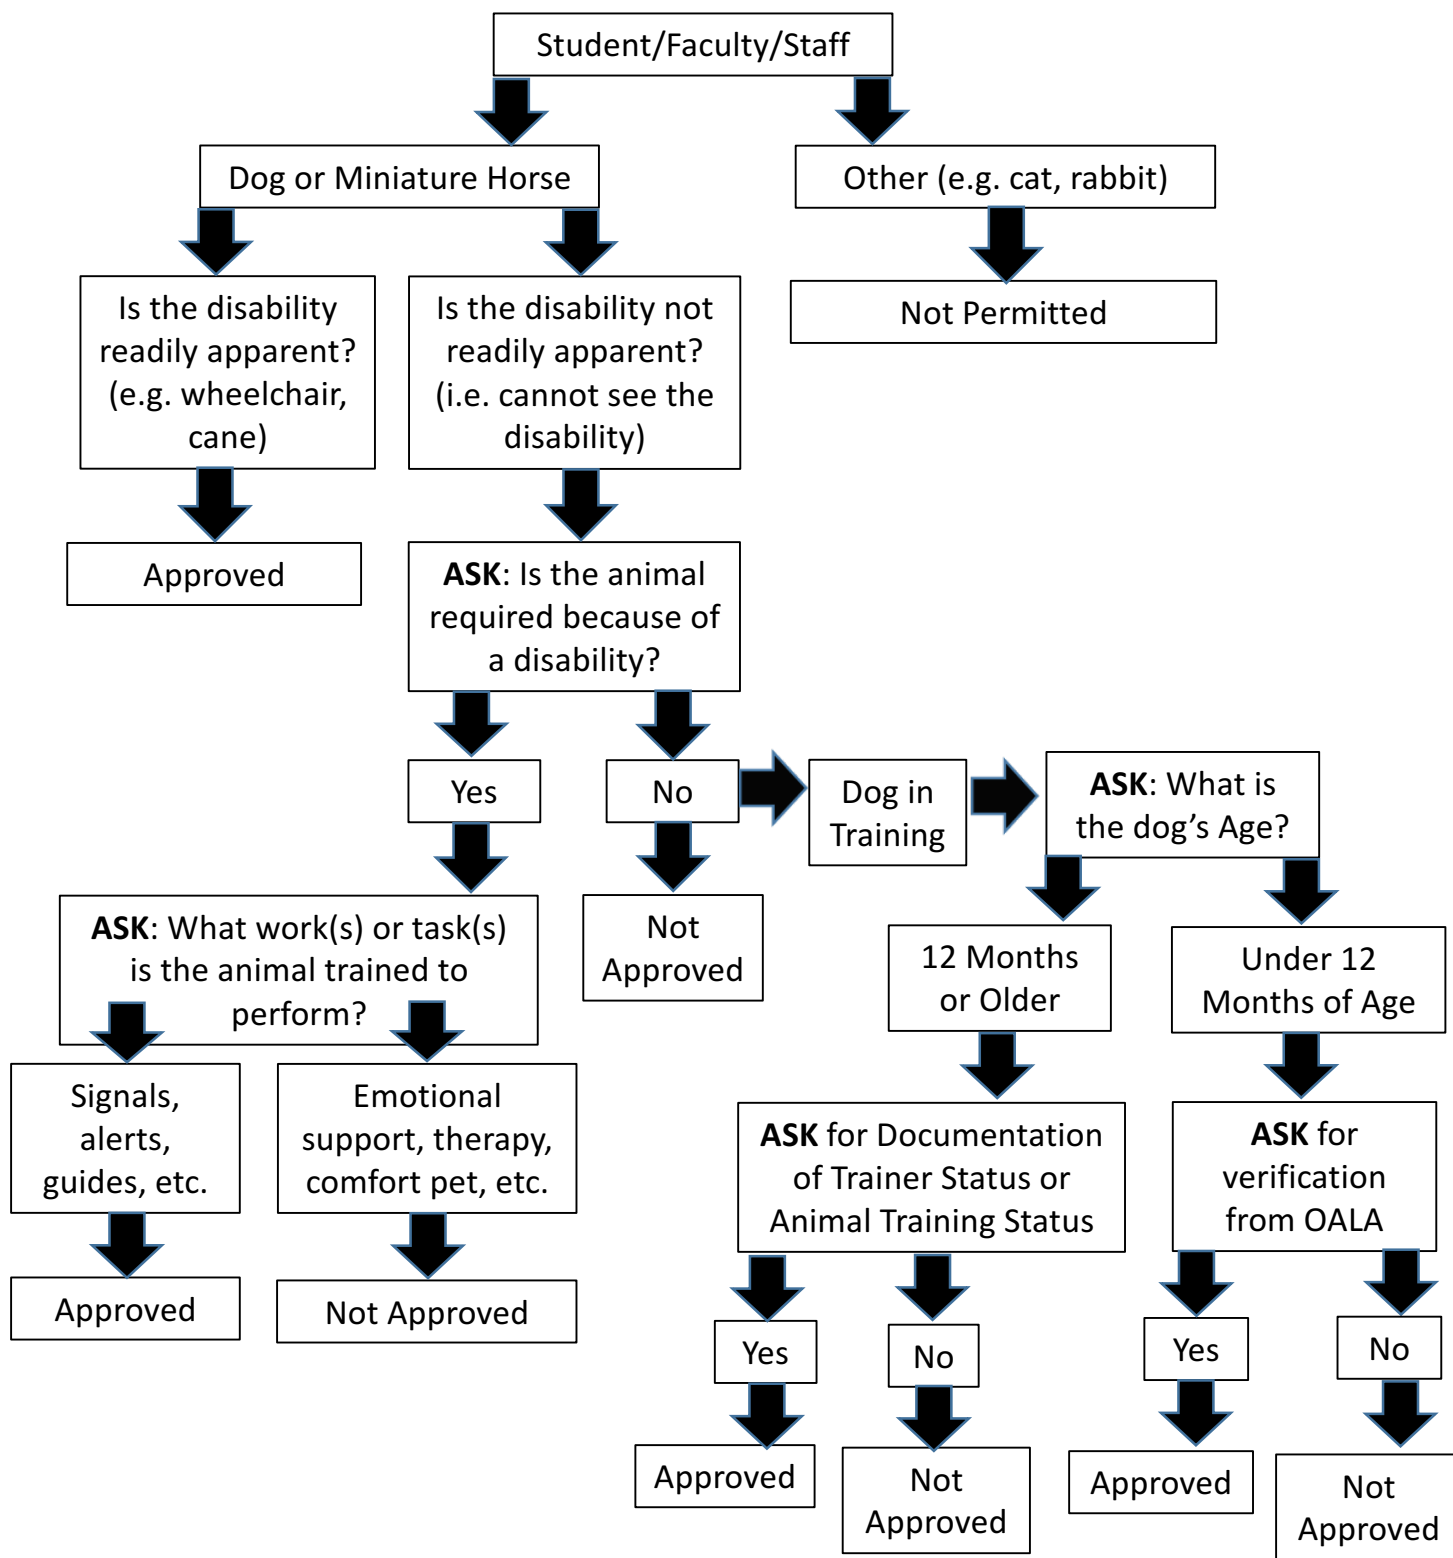 Student/Faculty/Staff
Dog or Miniature Horse
Other (e.g. cat, rabbit)
Is the disability
readily apparent?
(e.g. wheelchair,
cane)
Is the disability not
readily apparent?
(i.e. cannot see the
disability)
Not Permitted
Approved
ASK: Is the animal
required because of
a disability?
Yes
No
Dog in
Training
ASK: What is
the dog’s Age?
ASK: What work(s) or task(s)
is the animal trained to
perform?
Not
Approved
12 Months
or Older
Under 12
Months of Age
Signals,
alerts,
guides, etc.
Emotional
support, therapy,
comfort pet, etc.
ASK for Documentation
of Trainer Status or
Animal Training Status
ASK for
verification
from OALA
Approved
Not Approved
Yes
No
Yes
No
Approved
Not
Approved
Approved
Not
Approved